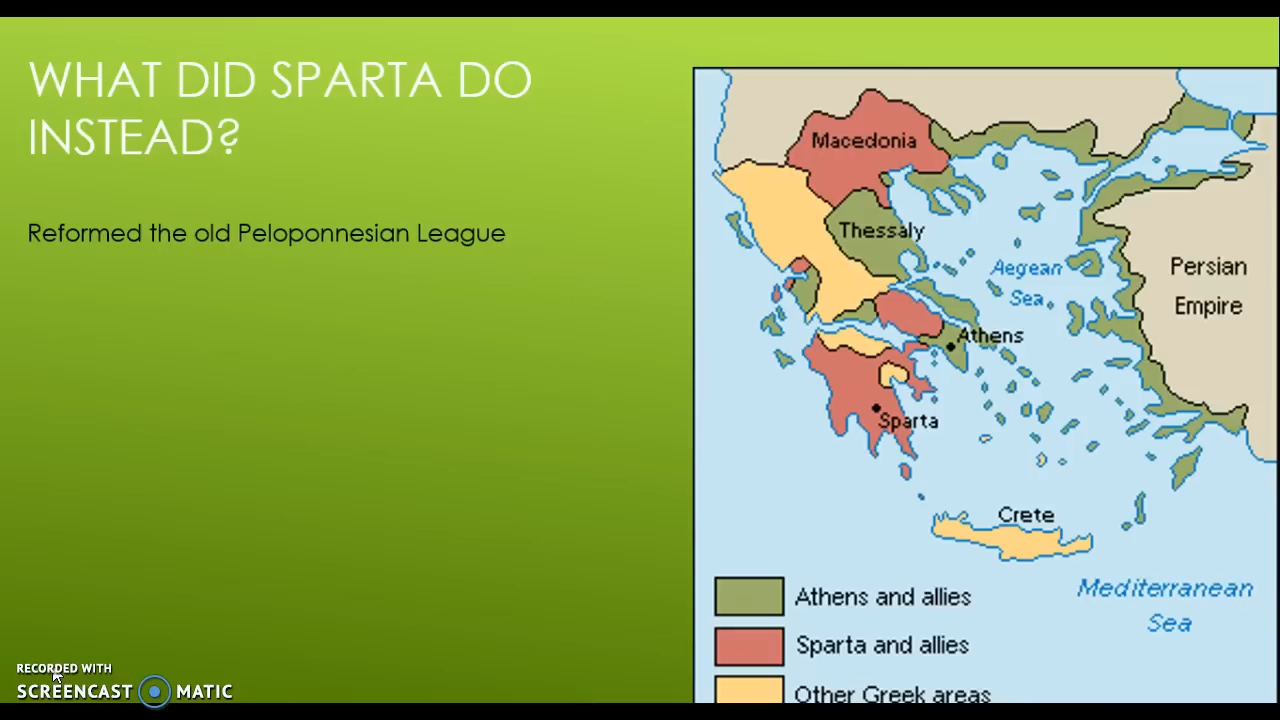 WHAT DID SPARTA DO
INSTEAD?
Reformed the old Peloponnesian League
Macedonia
Thessaly
Aegean
Sea
Persian
Empire
Athens
Sparta
Crete
Mediterranean
Sea
Athens and allies
Sparta and allies
Other Greek areas
RECORDED WITH
SCREENCAST MATIC